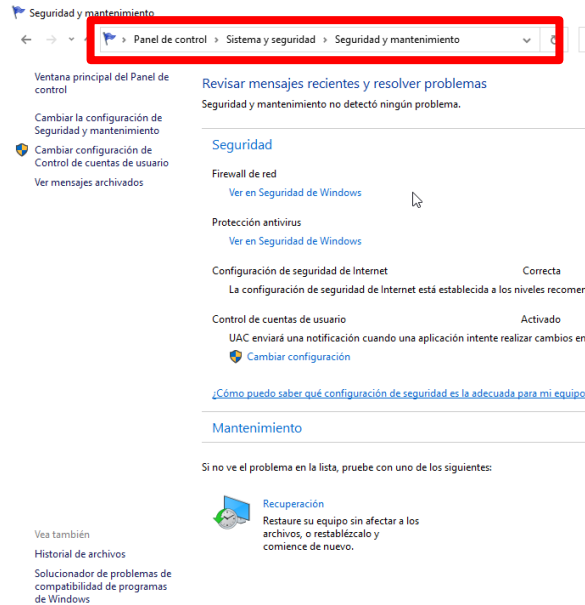 Seguridad y mantenimiento
Panel de control > Sistema y seguridad > Seguridad y mantenimiento
Ventana principal del Panel de
control
Cambiar la configuración de
Seguridad y mantenimiento
Cambiar configuración de
Control de cuentas de usuario
Ver mensajes archivados
Revisar mensajes recientes y resolver problemas
Seguridad y mantenimiento no detectó ningún problema.
Seguridad
Firewall de red
Ver en Seguridad de Windows
Protección antivirus
Ver en Seguridad de Windows
Configuración de seguridad de Internet Correcta
La configuración de seguridad de Internet está establecida a los niveles recomen
Control de cuentas de usuario Activado
UAC enviará una notificación cuando una aplicación intente realizar cambios en
Cambiar configuración
¿Cómo puedo saber qué configuración de seguridad es la adecuada para mi equipo
Mantenimiento
Si no ve el problema en la lista, pruebe con uno de los siguientes:
Recuperación
Restaure su equipo sin afectar a los
archivos, o restablézcalo y
comience de nuevo.
Vea también
Historial de archivos
Solucionador de problemas de
compatibilidad de programas
de Windows